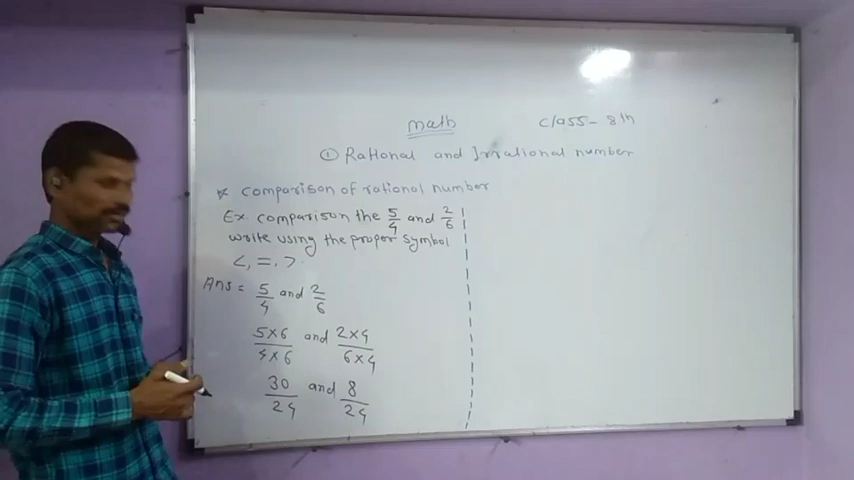 math class - 8th
① Rational and Irrational number
* comparison of rational number
Ex. comparison the 5/4 and 2/6
write using the proper symbol
<, =, >.
Ans = 5/4 and 2/6
5×6/4×6 and 2×4/6×4
30/24 and 8/24